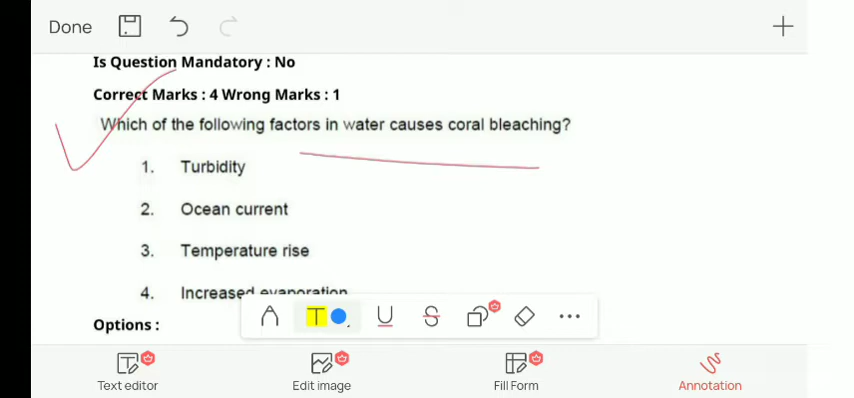 Done
Is Question Mandatory : No
Correct Marks : 4 Wrong Marks : 1
Which of the following factors in water causes coral bleaching?
1. Turbidity
2. Ocean current
3. Temperature rise
4. Increased evaporation
Options :
Text editor Edit image Fill Form Annotation